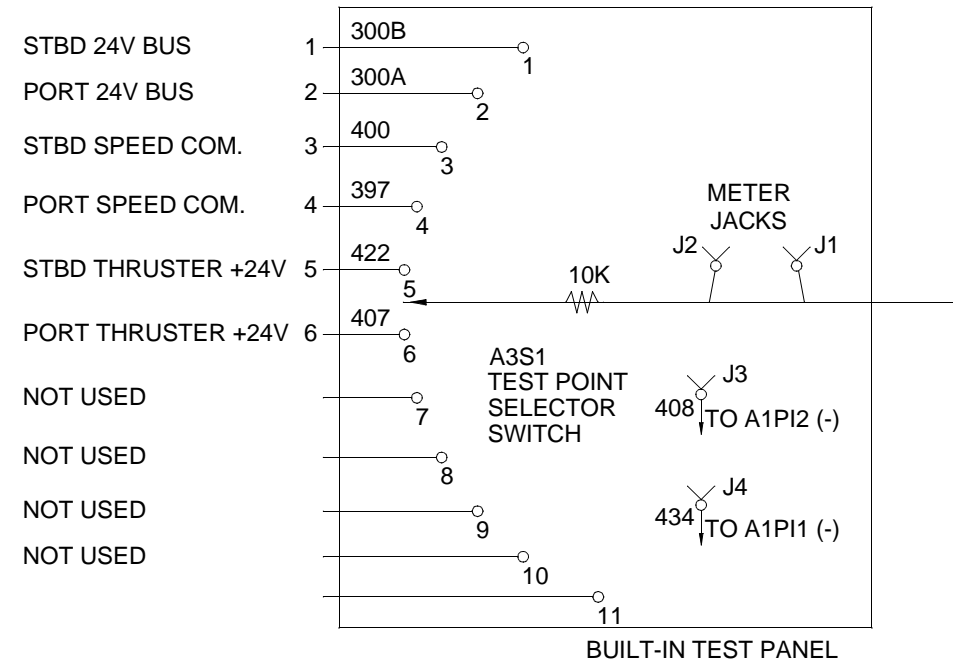 STBD 24V BUS 1 300B 1
PORT 24V BUS 2 300A 2
STBD SPEED COM. 3 400 3
PORT SPEED COM. 4 397 4
STBD THRUSTER +24V 5 422 5
PORT THRUSTER +24V 6 407 6
NOT USED 7
NOT USED 8
NOT USED 9
NOT USED 10
11
METER
JACKS
J2 J1
10K
A3S1
TEST POINT
SELECTOR
SWITCH
J3
408 TO A1PI2 (-)
J4
434 TO A1PI1 (-)
BUILT-IN TEST PANEL